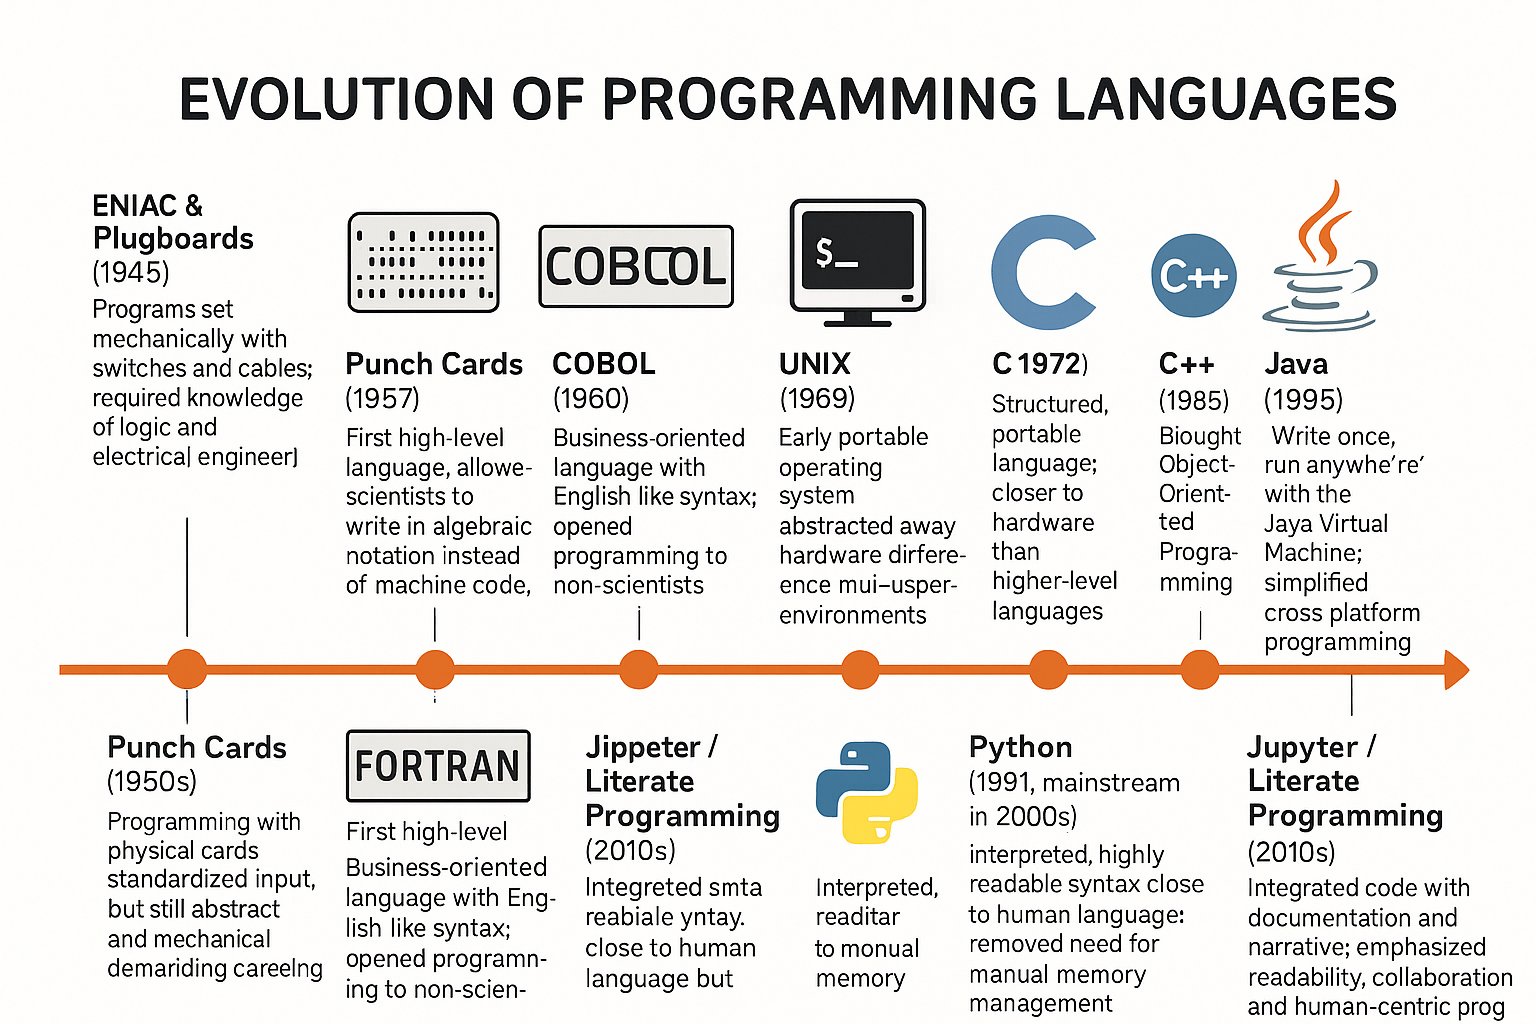 EVOLUTION OF PROGRAMMING LANGUAGES
ENIAC &
Plugboards
(1945)
Programs set
mechanically with
switches and cables;
required knowledge
of logic and
electrical engineer]
Punch Cards
(1957)
First high-level
language, allowe-
scientists to
write in algebraic
notation instead
of machine code,
COBCOL
COBOL
(1960)
Business-oriented
language with
English like syntax;
opened
programming to
non-scientists
$_
UNIX
(1969)
Early portable
operating
system
abstracted away
hardware dirfere-
ence mui-usper-
environments
C
C 1972)
Structured,
portable
language;
closer to
hardware
than
higher-level
languages
C++
C++
(1985)
Biought
Object-
Orient-
ted
Progra-
mming
Java
(1995)
Write once,
run anywhe're'
with the
Jaya Virtual
Machine;
simplified
cross platform
programming
Punch Cards
(1950s)
Programming with
physical cards
standardized input,
but still abstract
and mechanical
demariding careelng
FORTRAN
First high-level
Business-oriented
language with Eng-
lish like syntax;
opened programn-
ing to non-scien-
Jippeter /
Literate
Programming
(2010s)
Integreted smta
reabiale yntay.
close to human
language but
Interpreted,
readitar
to monual
memory
Python
(1991, mainstream
in 2000s)
interpreted, highly
readable syntax close
to human language:
removed need for
manual memory
management
Jupyter /
Literate
Programming
(2010s)
Integrated code with
documentation and
narrative; emphasized
readability, collaboration
and human-centric prog